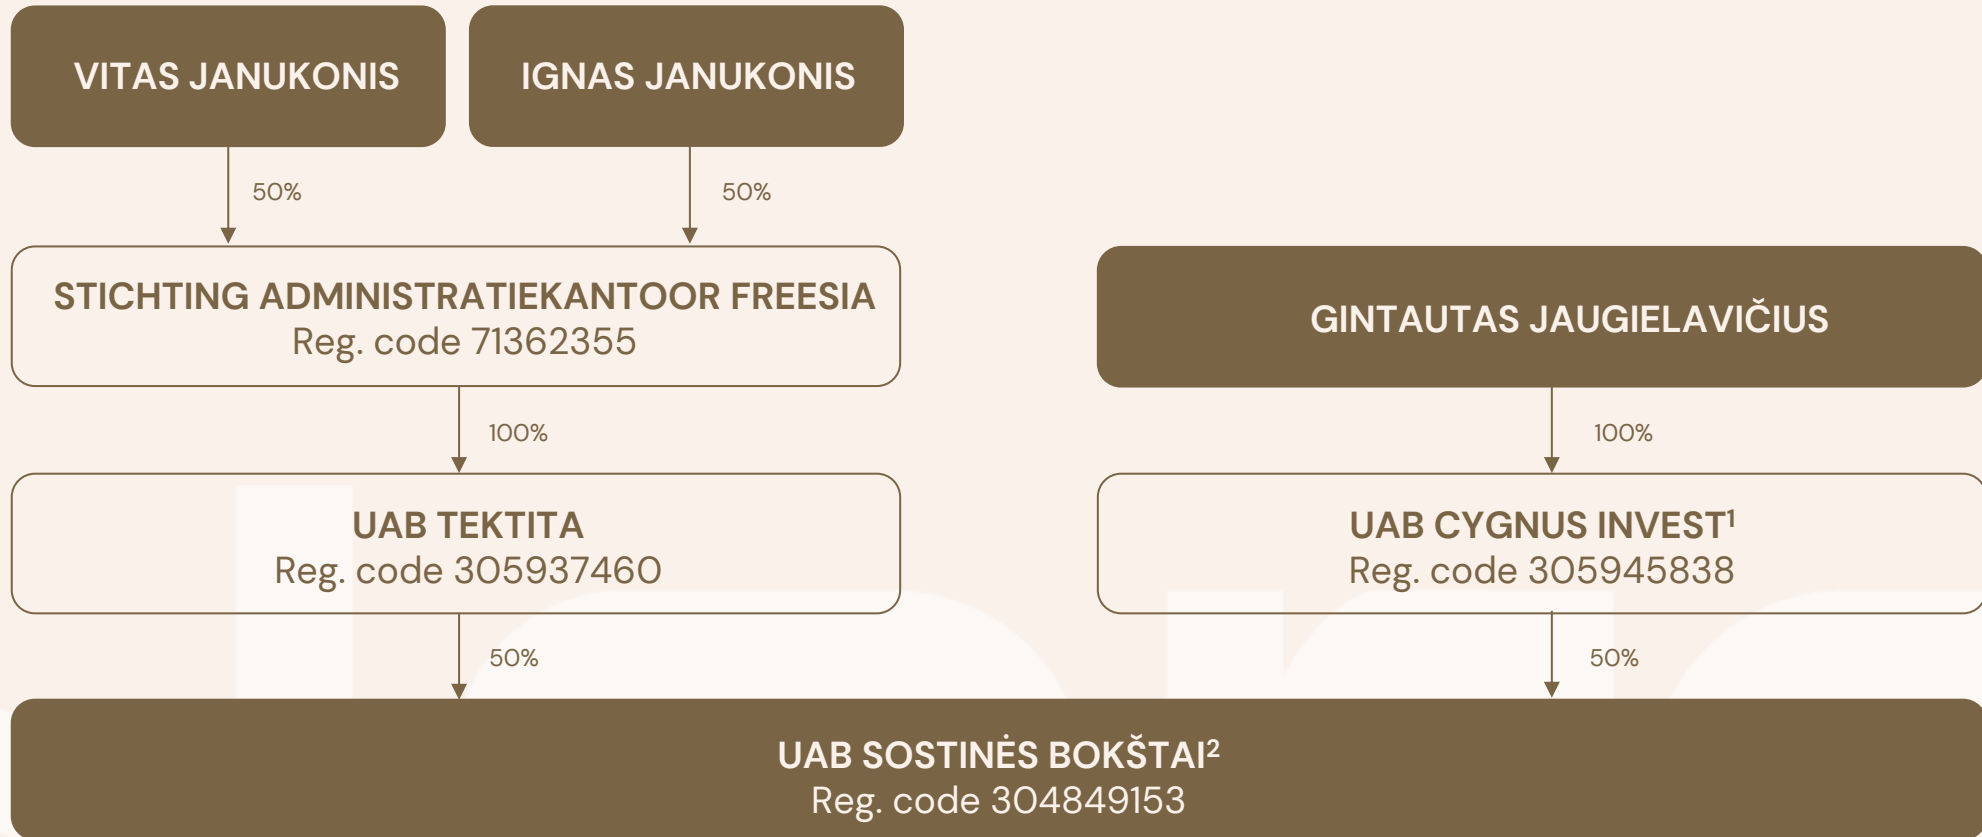 VITAS JANUKONIS
IGNAS JANUKONIS
50%
50%
STICHTING ADMINISTRATIEKANTOOR FREESIA
Reg. code 71362355
GINTAUTAS JAUGIELAVIČIUS
100%
100%
UAB TEKTITA
Reg. code 305937460
UAB CYGNUS INVEST¹
Reg. code 305945838
50%
50%
UAB SOSTINĖS BOKŠTAI²
Reg. code 304849153